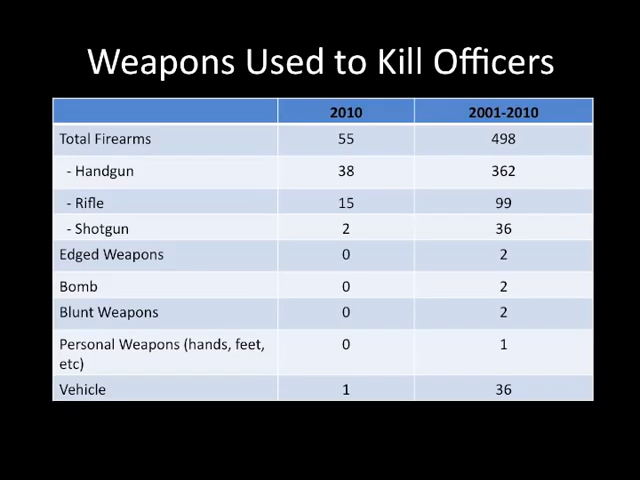 Weapons Used to Kill Officers
2010 2001-2010
Total Firearms 55 498
- Handgun 38 362
- Rifle 15 99
- Shotgun 2 36
Edged Weapons 0 2
Bomb 0 2
Blunt Weapons 0 2
Personal Weapons (hands, feet, 0 1
etc)
Vehicle 1 36